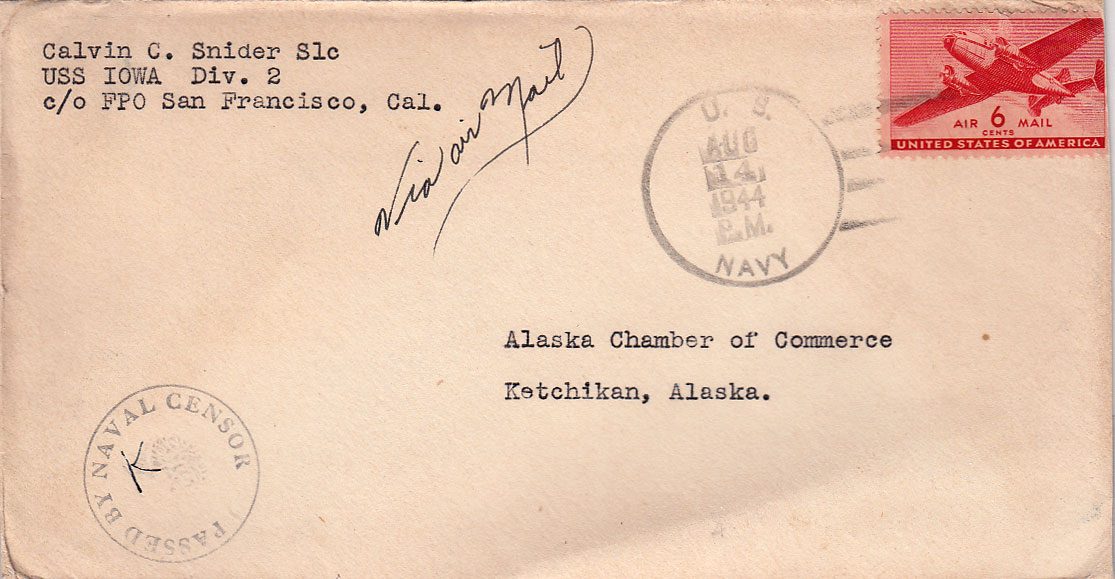 Calvin C. Snider Slc
USS IOWA Div. 2
c/o FPO San Francisco, Cal.
Via air Mail
U. S.
AUG
14
1944
P.M.
NAVY
AIR 6 MAIL
CENTS
UNITED STATES OF AMERICA
Alaska Chamber of Commerce
Ketchikan, Alaska.
PASSED BY NAVAL CENSOR
K